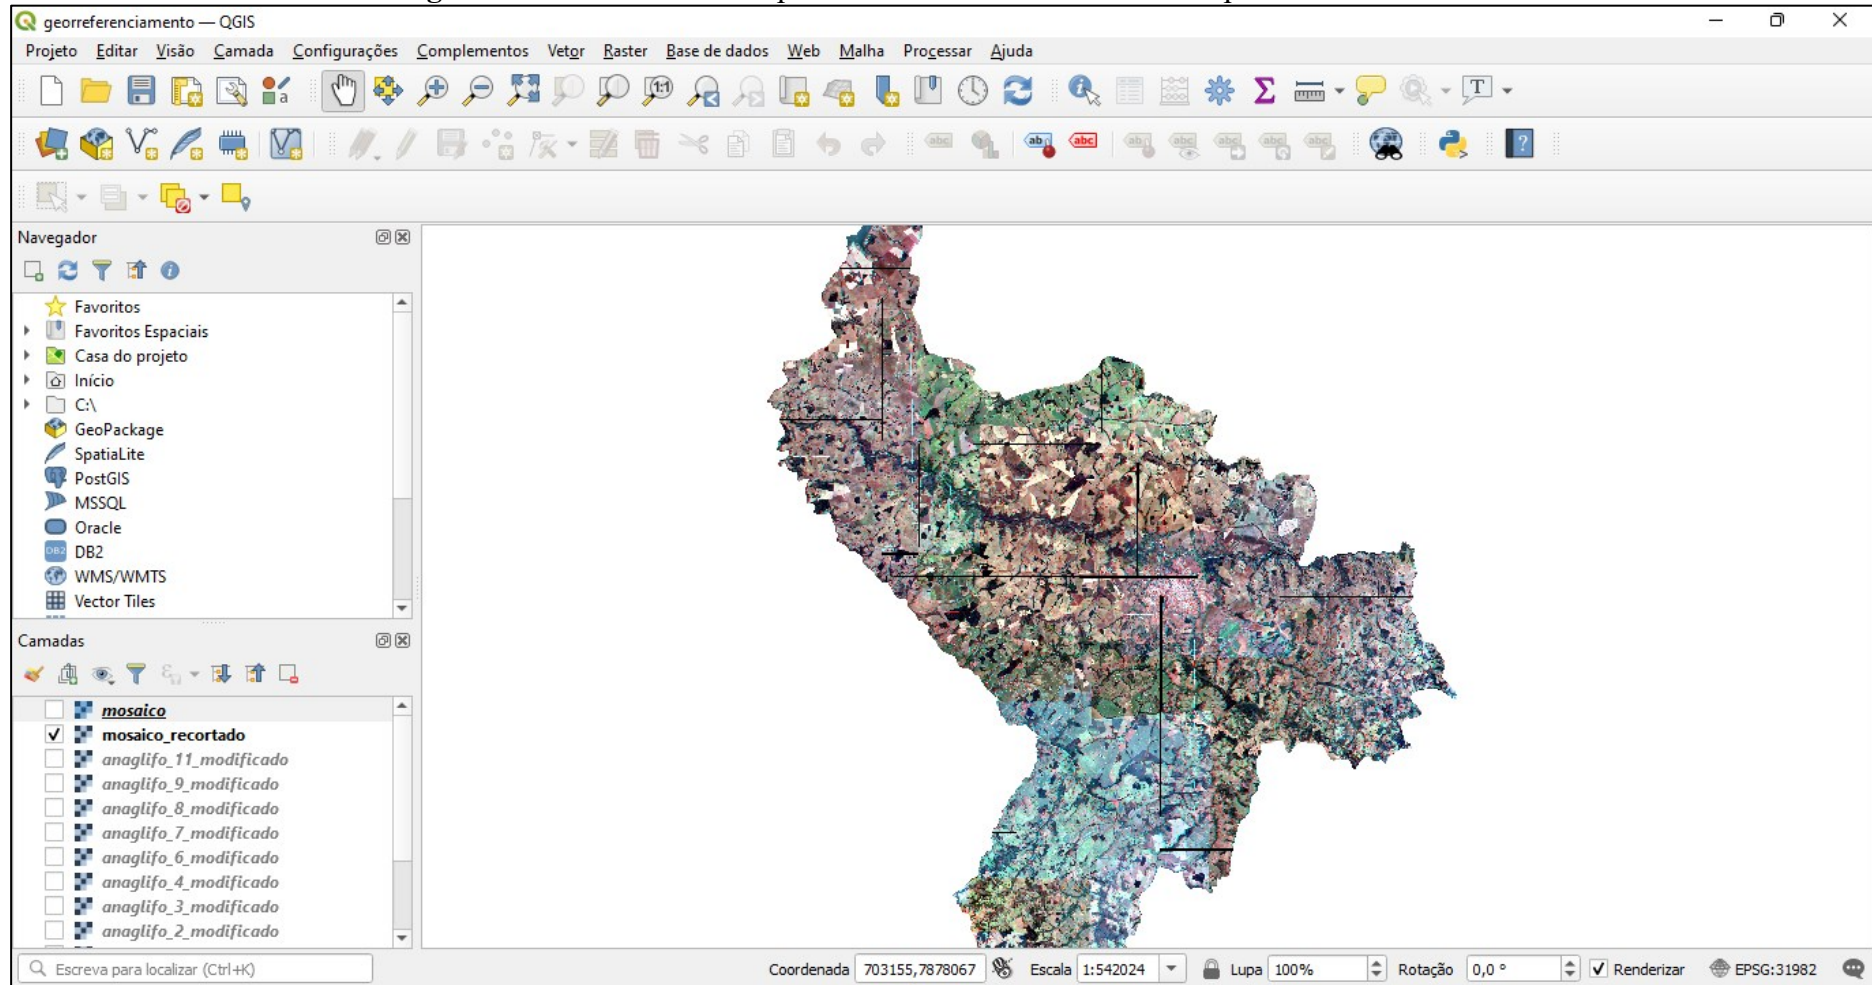 georreferenciamento — QGIS
Projeto Editar Visão Camada Configurações Complementos Vetor Raster Base de dados Web Malha Processar Ajuda
Navegador
Favoritos
Favoritos Espaciais
Casa do projeto
Início
C:\
GeoPackage
SpatiaLite
PostGIS
MSSQL
Oracle
DB2
WMS/WMTS
Vector Tiles
Camadas
mosaico
mosaico_recortado
anaglifo_11_modificado
anaglifo_9_modificado
anaglifo_8_modificado
anaglifo_7_modificado
anaglifo_6_modificado
anaglifo_4_modificado
anaglifo_3_modificado
anaglifo_2_modificado
Escreva para localizar (Ctrl+K) Coordenada 703155,7878067 Escala 1:542024 Lupa 100% Rotação 0,0 ° Renderizar EPSG:31982